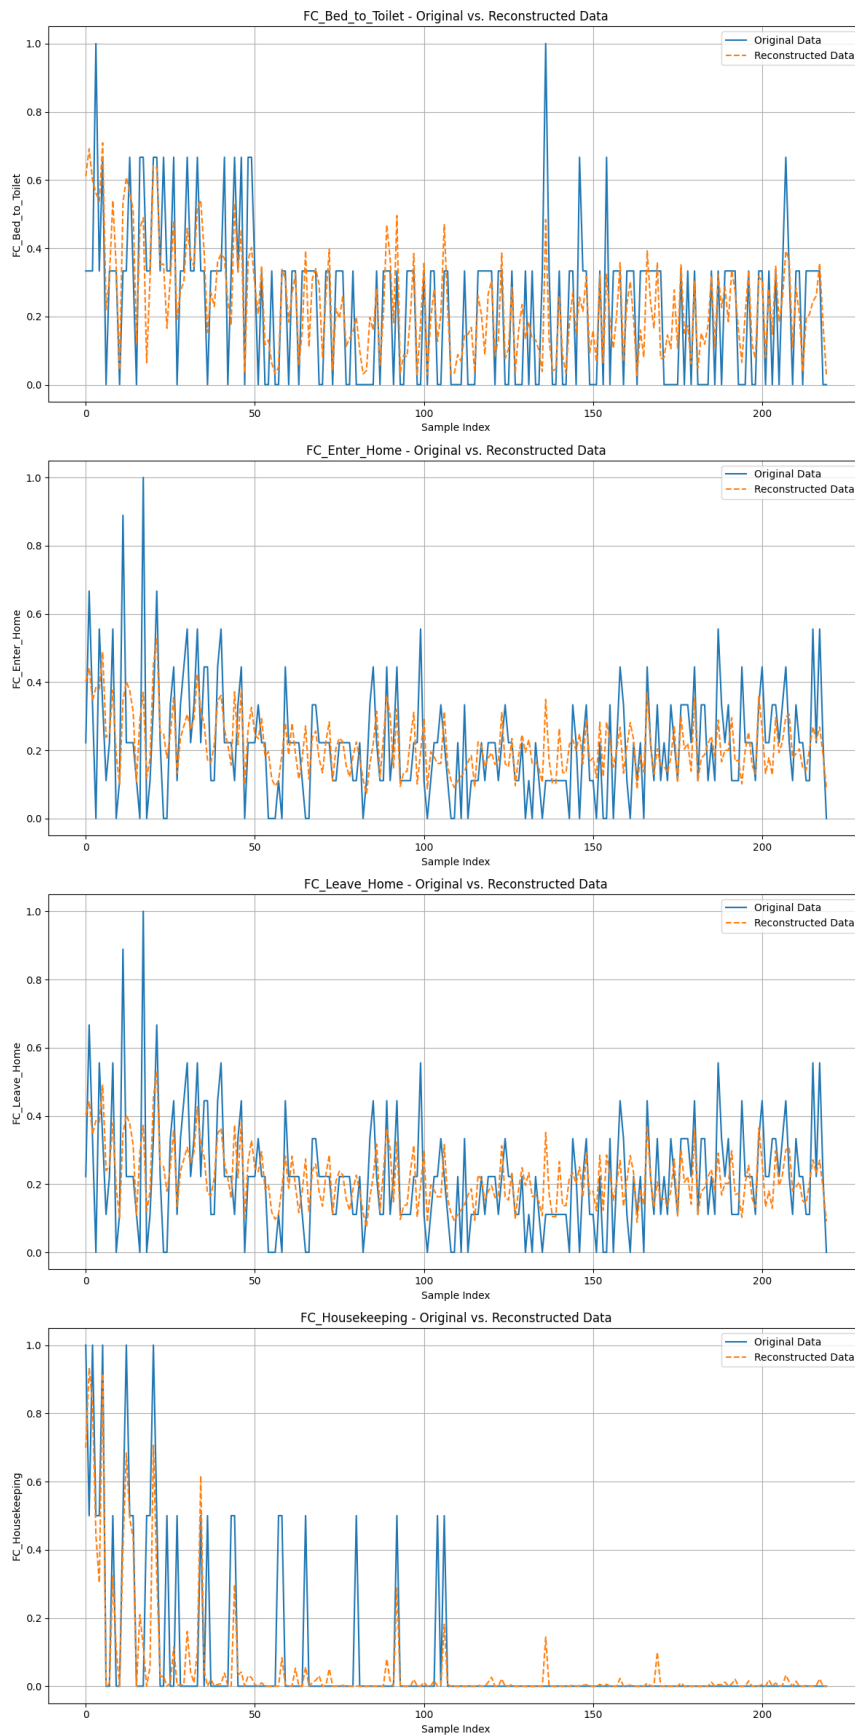 FC_Bed_to_Toilet - Original vs. Reconstructed Data
Original Data
Reconstructed Data
1.0
0.8
0.6
0.4
0.2
0.0
FC_Bed_to_Toilet
0 50 100 150 200
Sample Index
FC_Enter_Home - Original vs. Reconstructed Data
Original Data
Reconstructed Data
1.0
0.8
0.6
0.4
0.2
0.0
FC_Enter_Home
0 50 100 150 200
Sample Index
FC_Leave_Home - Original vs. Reconstructed Data
Original Data
Reconstructed Data
1.0
0.8
0.6
0.4
0.2
0.0
FC_Leave_Home
0 50 100 150 200
Sample Index
FC_Housekeeping - Original vs. Reconstructed Data
Original Data
Reconstructed Data
1.0
0.8
0.6
0.4
0.2
0.0
FC_Housekeeping
0 50 100 150 200
Sample Index